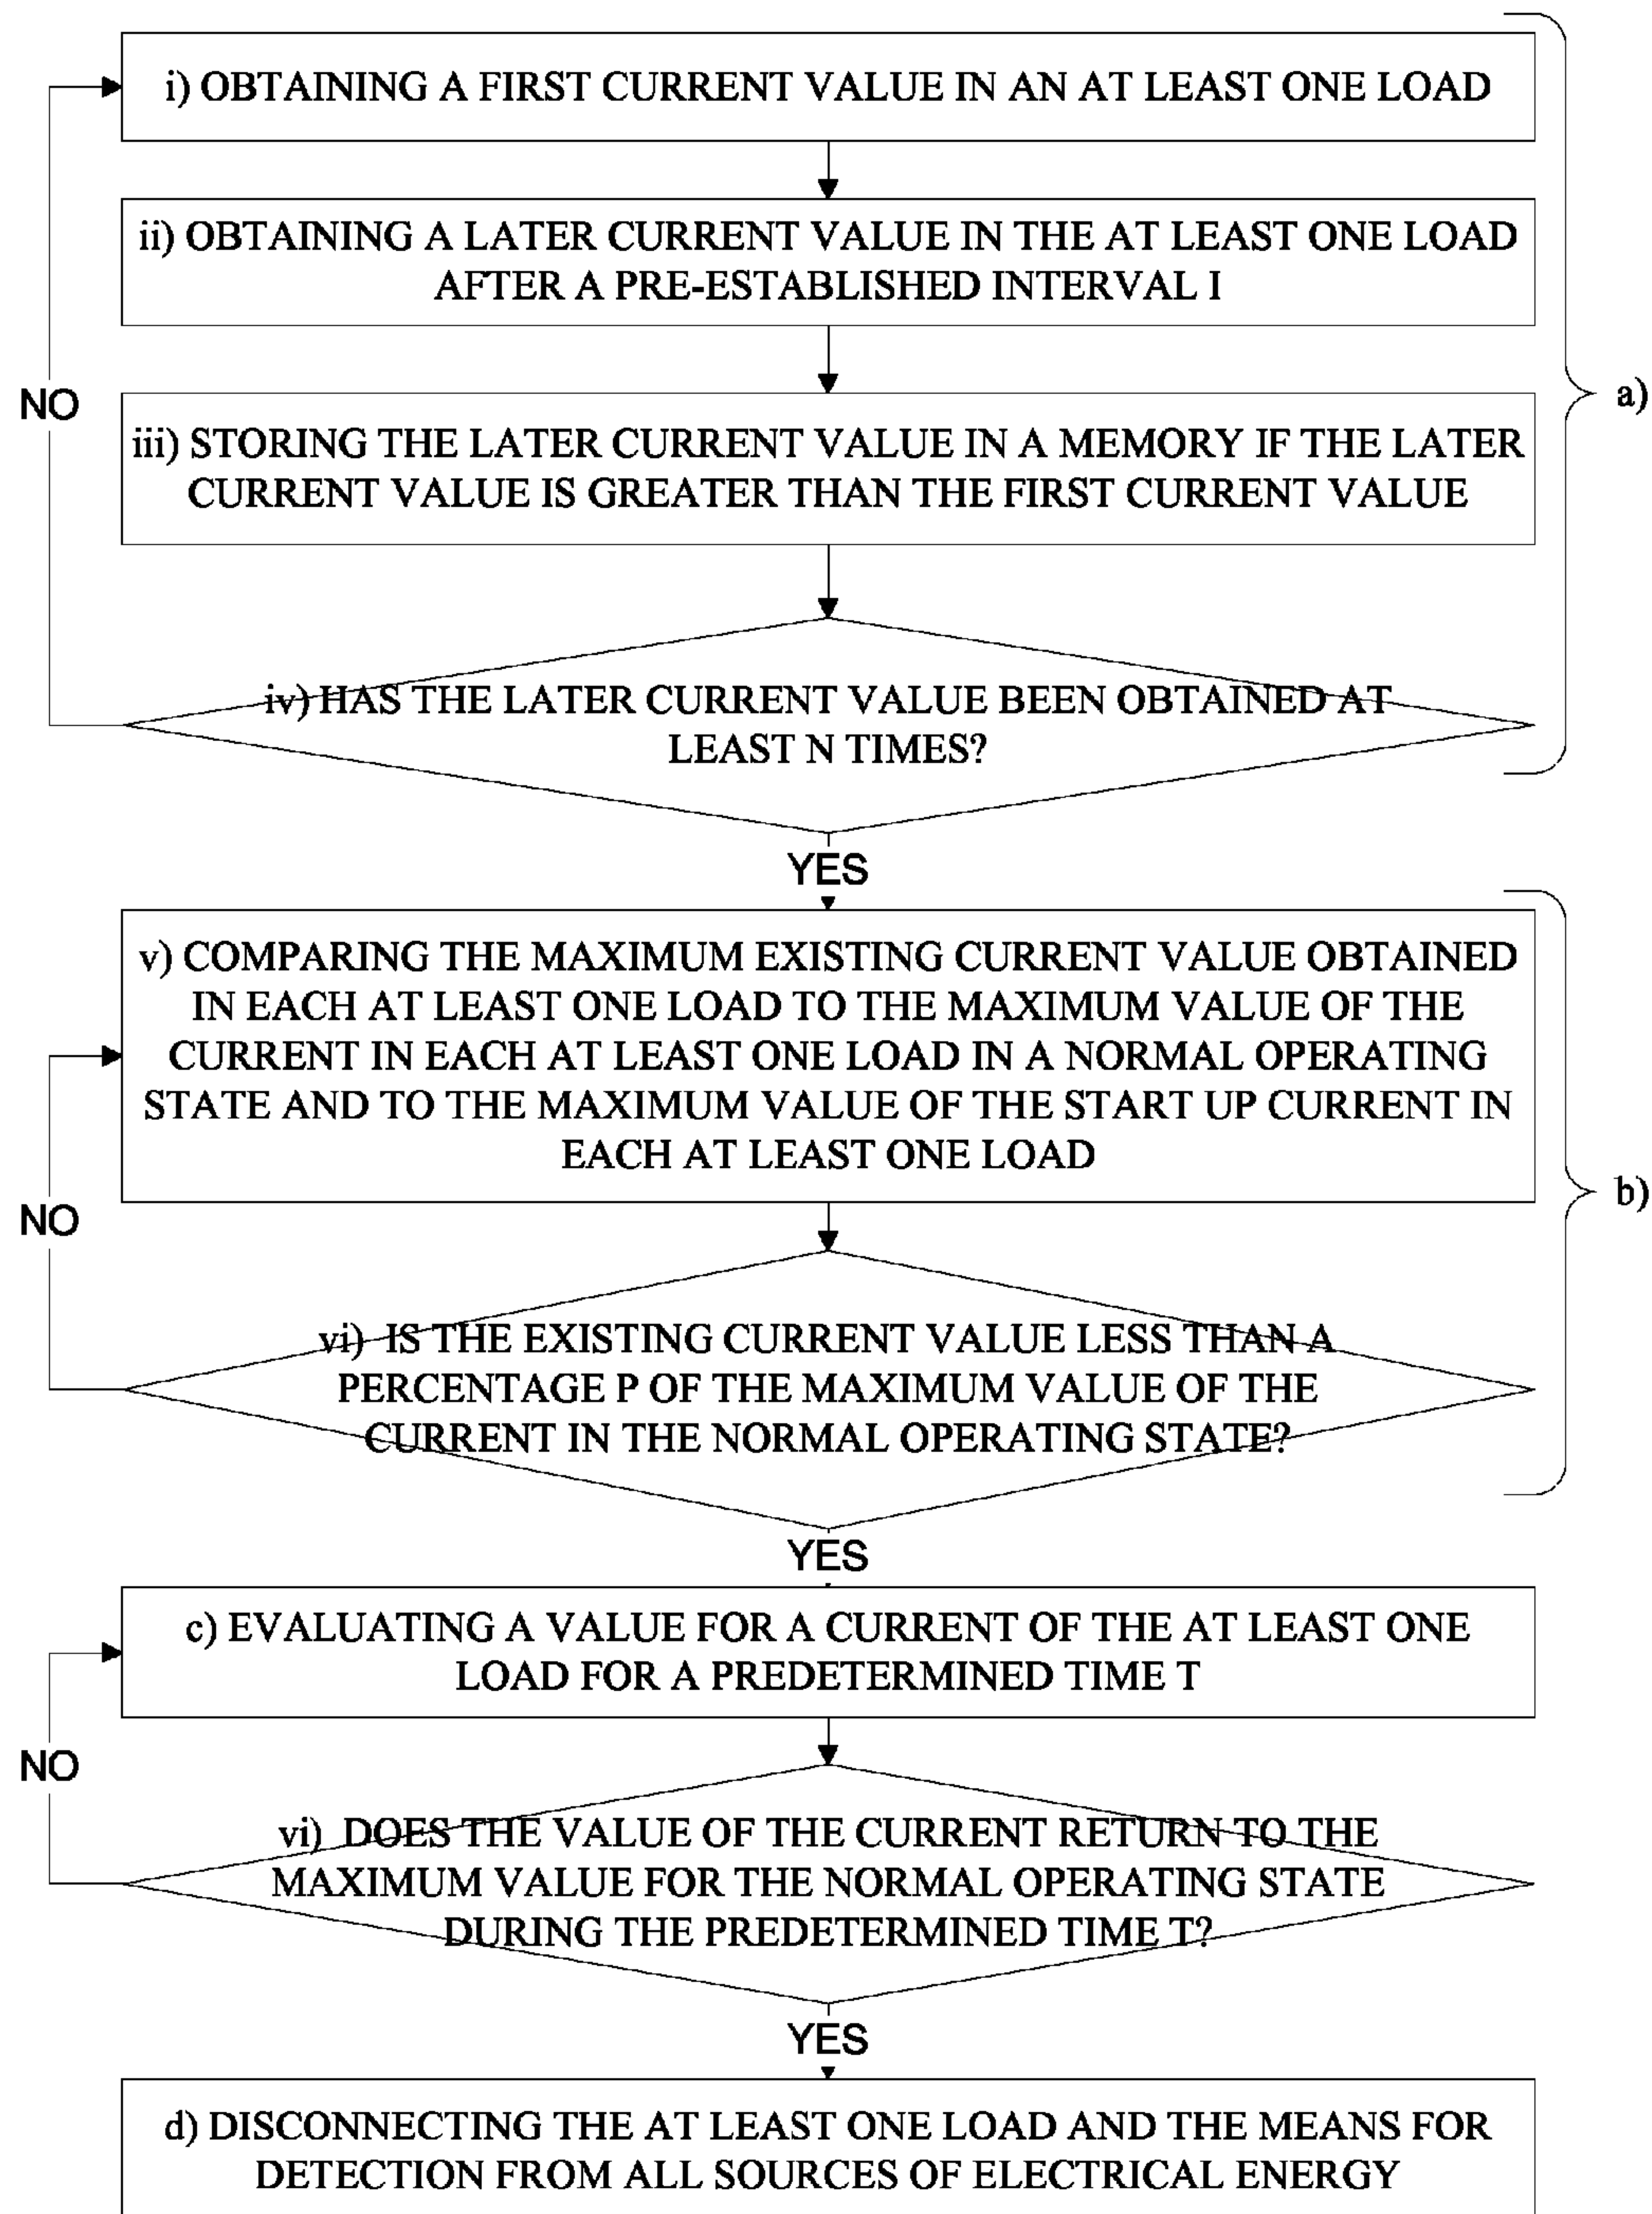 i) OBTAINING A FIRST CURRENT VALUE IN AN AT LEAST ONE LOAD
ii) OBTAINING A LATER CURRENT VALUE IN THE AT LEAST ONE LOAD
AFTER A PRE-ESTABLISHED INTERVAL I
NO
a)
iii) STORING THE LATER CURRENT VALUE IN A MEMORY IF THE LATER
CURRENT VALUE IS GREATER THAN THE FIRST CURRENT VALUE
iv) HAS THE LATER CURRENT VALUE BEEN OBTAINED AT
LEAST N TIMES?
YES
v) COMPARING THE MAXIMUM EXISTING CURRENT VALUE OBTAINED
IN EACH AT LEAST ONE LOAD TO THE MAXIMUM VALUE OF THE
CURRENT IN EACH AT LEAST ONE LOAD IN A NORMAL OPERATING
STATE AND TO THE MAXIMUM VALUE OF THE START UP CURRENT IN
EACH AT LEAST ONE LOAD
b)
NO
vi) IS THE EXISTING CURRENT VALUE LESS THAN A
PERCENTAGE P OF THE MAXIMUM VALUE OF THE
CURRENT IN THE NORMAL OPERATING STATE?
YES
c) EVALUATING A VALUE FOR A CURRENT OF THE AT LEAST ONE
LOAD FOR A PREDETERMINED TIME T
NO
vi) DOES THE VALUE OF THE CURRENT RETURN TO THE
MAXIMUM VALUE FOR THE NORMAL OPERATING STATE
DURING THE PREDETERMINED TIME T?
YES
d) DISCONNECTING THE AT LEAST ONE LOAD AND THE MEANS FOR
DETECTION FROM ALL SOURCES OF ELECTRICAL ENERGY